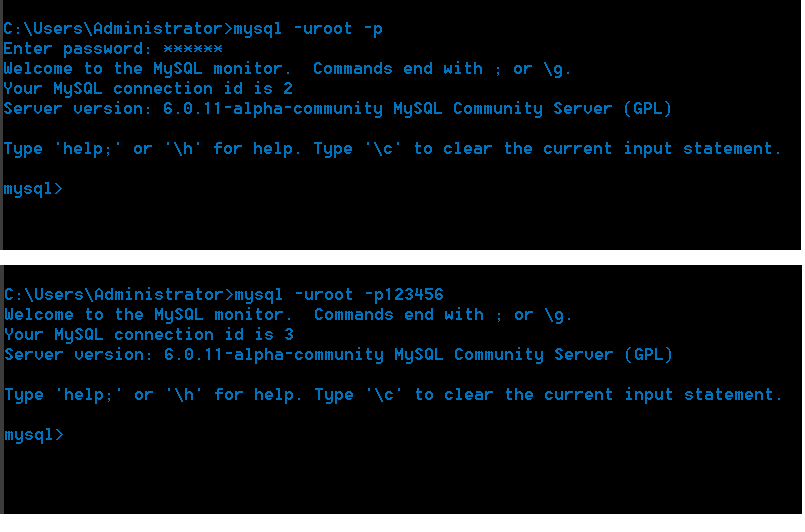 C:\Users\Administrator>mysql -uroot -p
Enter password: ******
Welcome to the MySQL monitor.  Commands end with ; or \g.
Your MySQL connection id is 2
Server version: 6.0.11-alpha-community MySQL Community Server (GPL)
Type 'help;' or '\h' for help. Type '\c' to clear the current input statement.
mysql>
C:\Users\Administrator>mysql -uroot -p123456
Welcome to the MySQL monitor.  Commands end with ; or \g.
Your MySQL connection id is 3
Server version: 6.0.11-alpha-community MySQL Community Server (GPL)
Type 'help;' or '\h' for help. Type '\c' to clear the current input statement.
mysql>